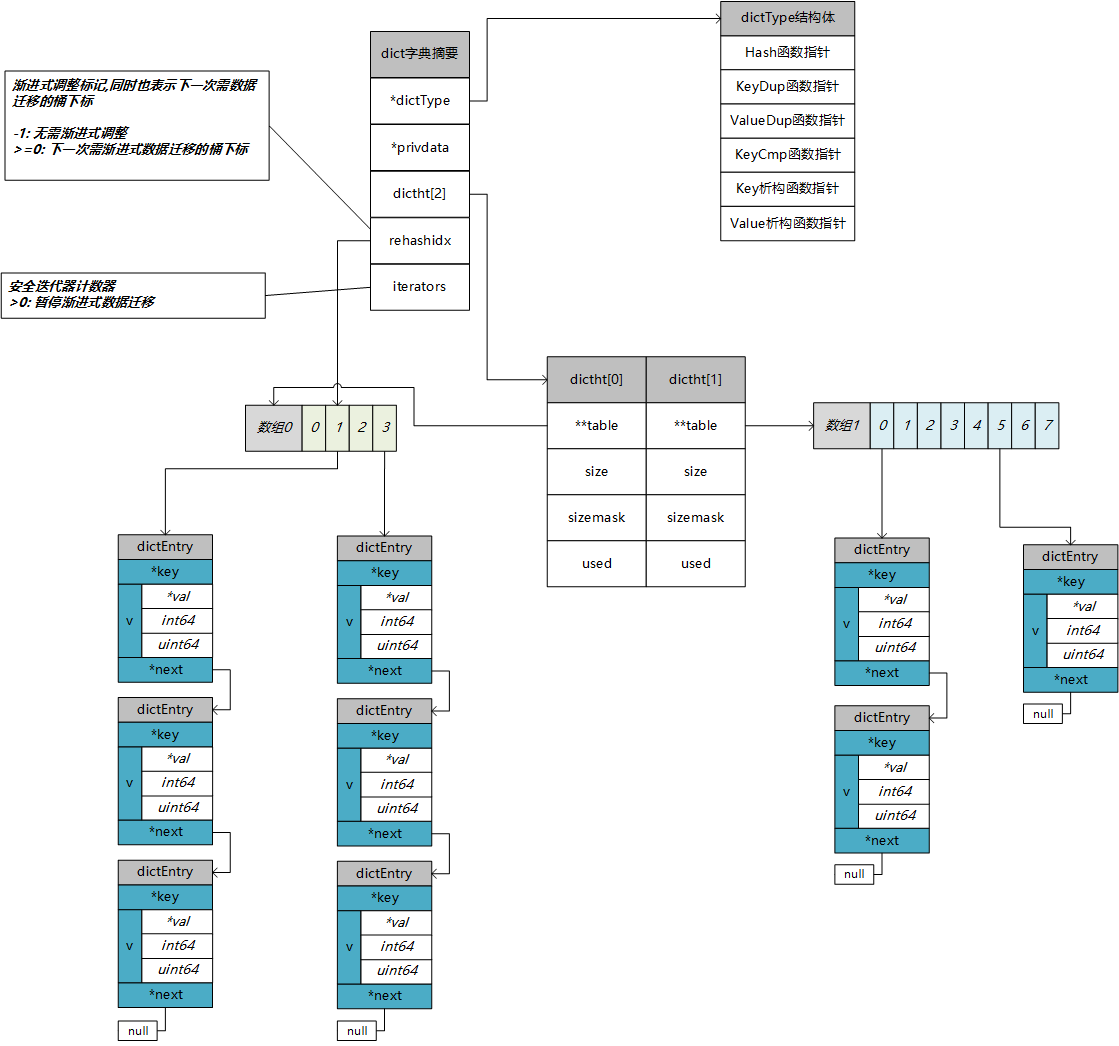 dictType结构体
Hash函数指针
KeyDup函数指针
ValueDup函数指针
KeyCmp函数指针
Key析构函数指针
Value析构函数指针
dict字典摘要
*dictType
*privdata
dictht[2]
rehashidx
iterators
渐进式调整标记,同时也表示下一次需数据
迁移的桶下标
-1: 无需渐进式调整
>=0: 下一次需渐进式数据迁移的桶下标
安全迭代器计数器
>0: 暂停渐进式数据迁移
dictht[0] dictht[1]
**table **table
size size
sizemask sizemask
used used
数组0 0 1 2 3
数组1 0 1 2 3 4 5 6 7
dictEntry
*key
v
*val
int64
uint64
*next
dictEntry
*key
v
*val
int64
uint64
*next
dictEntry
*key
v
*val
int64
uint64
*next
null
dictEntry
*key
v
*val
int64
uint64
*next
dictEntry
*key
v
*val
int64
uint64
*next
dictEntry
*key
v
*val
int64
uint64
*next
null
dictEntry
*key
v
*val
int64
uint64
*next
dictEntry
*key
v
*val
int64
uint64
*next
null
dictEntry
*key
v
*val
int64
uint64
*next
null